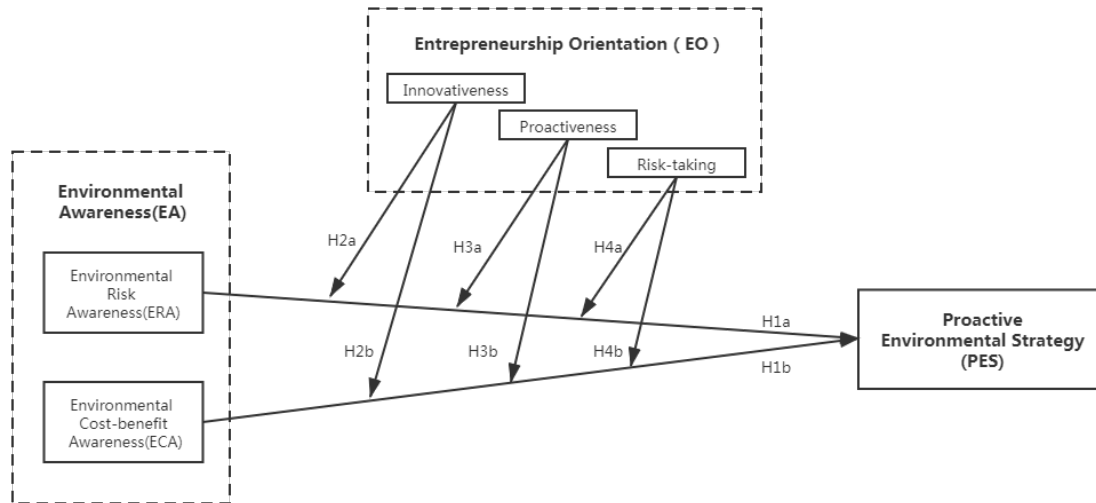 Entrepreneurship Orientation ( EO )
Innovativeness
Proactiveness
Risk-taking
Environmental
Awareness(EA)
Environmental
Risk
Awareness(ERA)
Environmental
Cost-benefit
Awareness(ECA)
H2a
H3a
H4a
H2b
H3b
H4b
H1a
H1b
Proactive
Environmental Strategy
(PES)